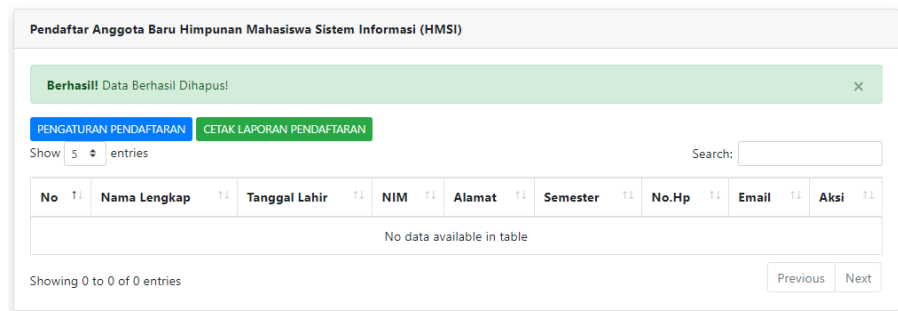 Pendaftar Anggota Baru Himpunan Mahasiswa Sistem Informasi (HMSI)
Berhasil! Data Berhasil Dihapus! ×
PENGATURAN PENDAFTARAN CETAK LAPORAN PENDAFTARAN
Show 5 entries Search:
No Nama Lengkap Tanggal Lahir NIM Alamat Semester No.Hp Email Aksi
No data available in table
Showing 0 to 0 of 0 entries Previous Next